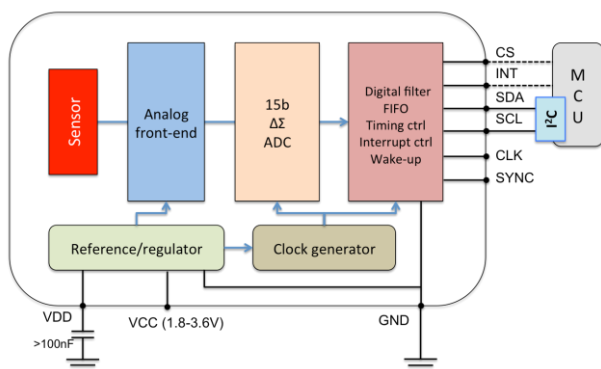 Sensor
Analog
front-end
15b
ΔΣ
ADC
Digital filter
FIFO
Timing ctrl
Interrupt ctrl
Wake-up
CS
INT
SDA
SCL
CLK
SYNC
I²C
M
C
U
Reference/regulator
Clock generator
VDD
VCC (1.8-3.6V)
GND
>100nF